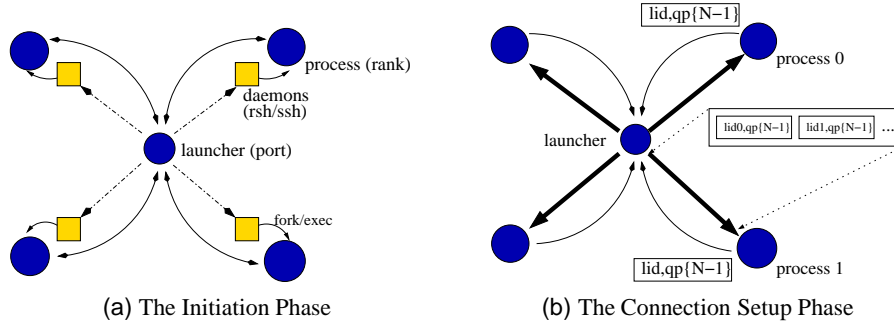 process (rank)
daemons
(rsh/ssh)
launcher (port)
fork/exec
(a) The Initiation Phase
lid,qp{N−1}
process 0
launcher
lid0,qp{N−1} lid1,qp{N−1} ...
lid,qp{N−1}
process 1
(b) The Connection Setup Phase